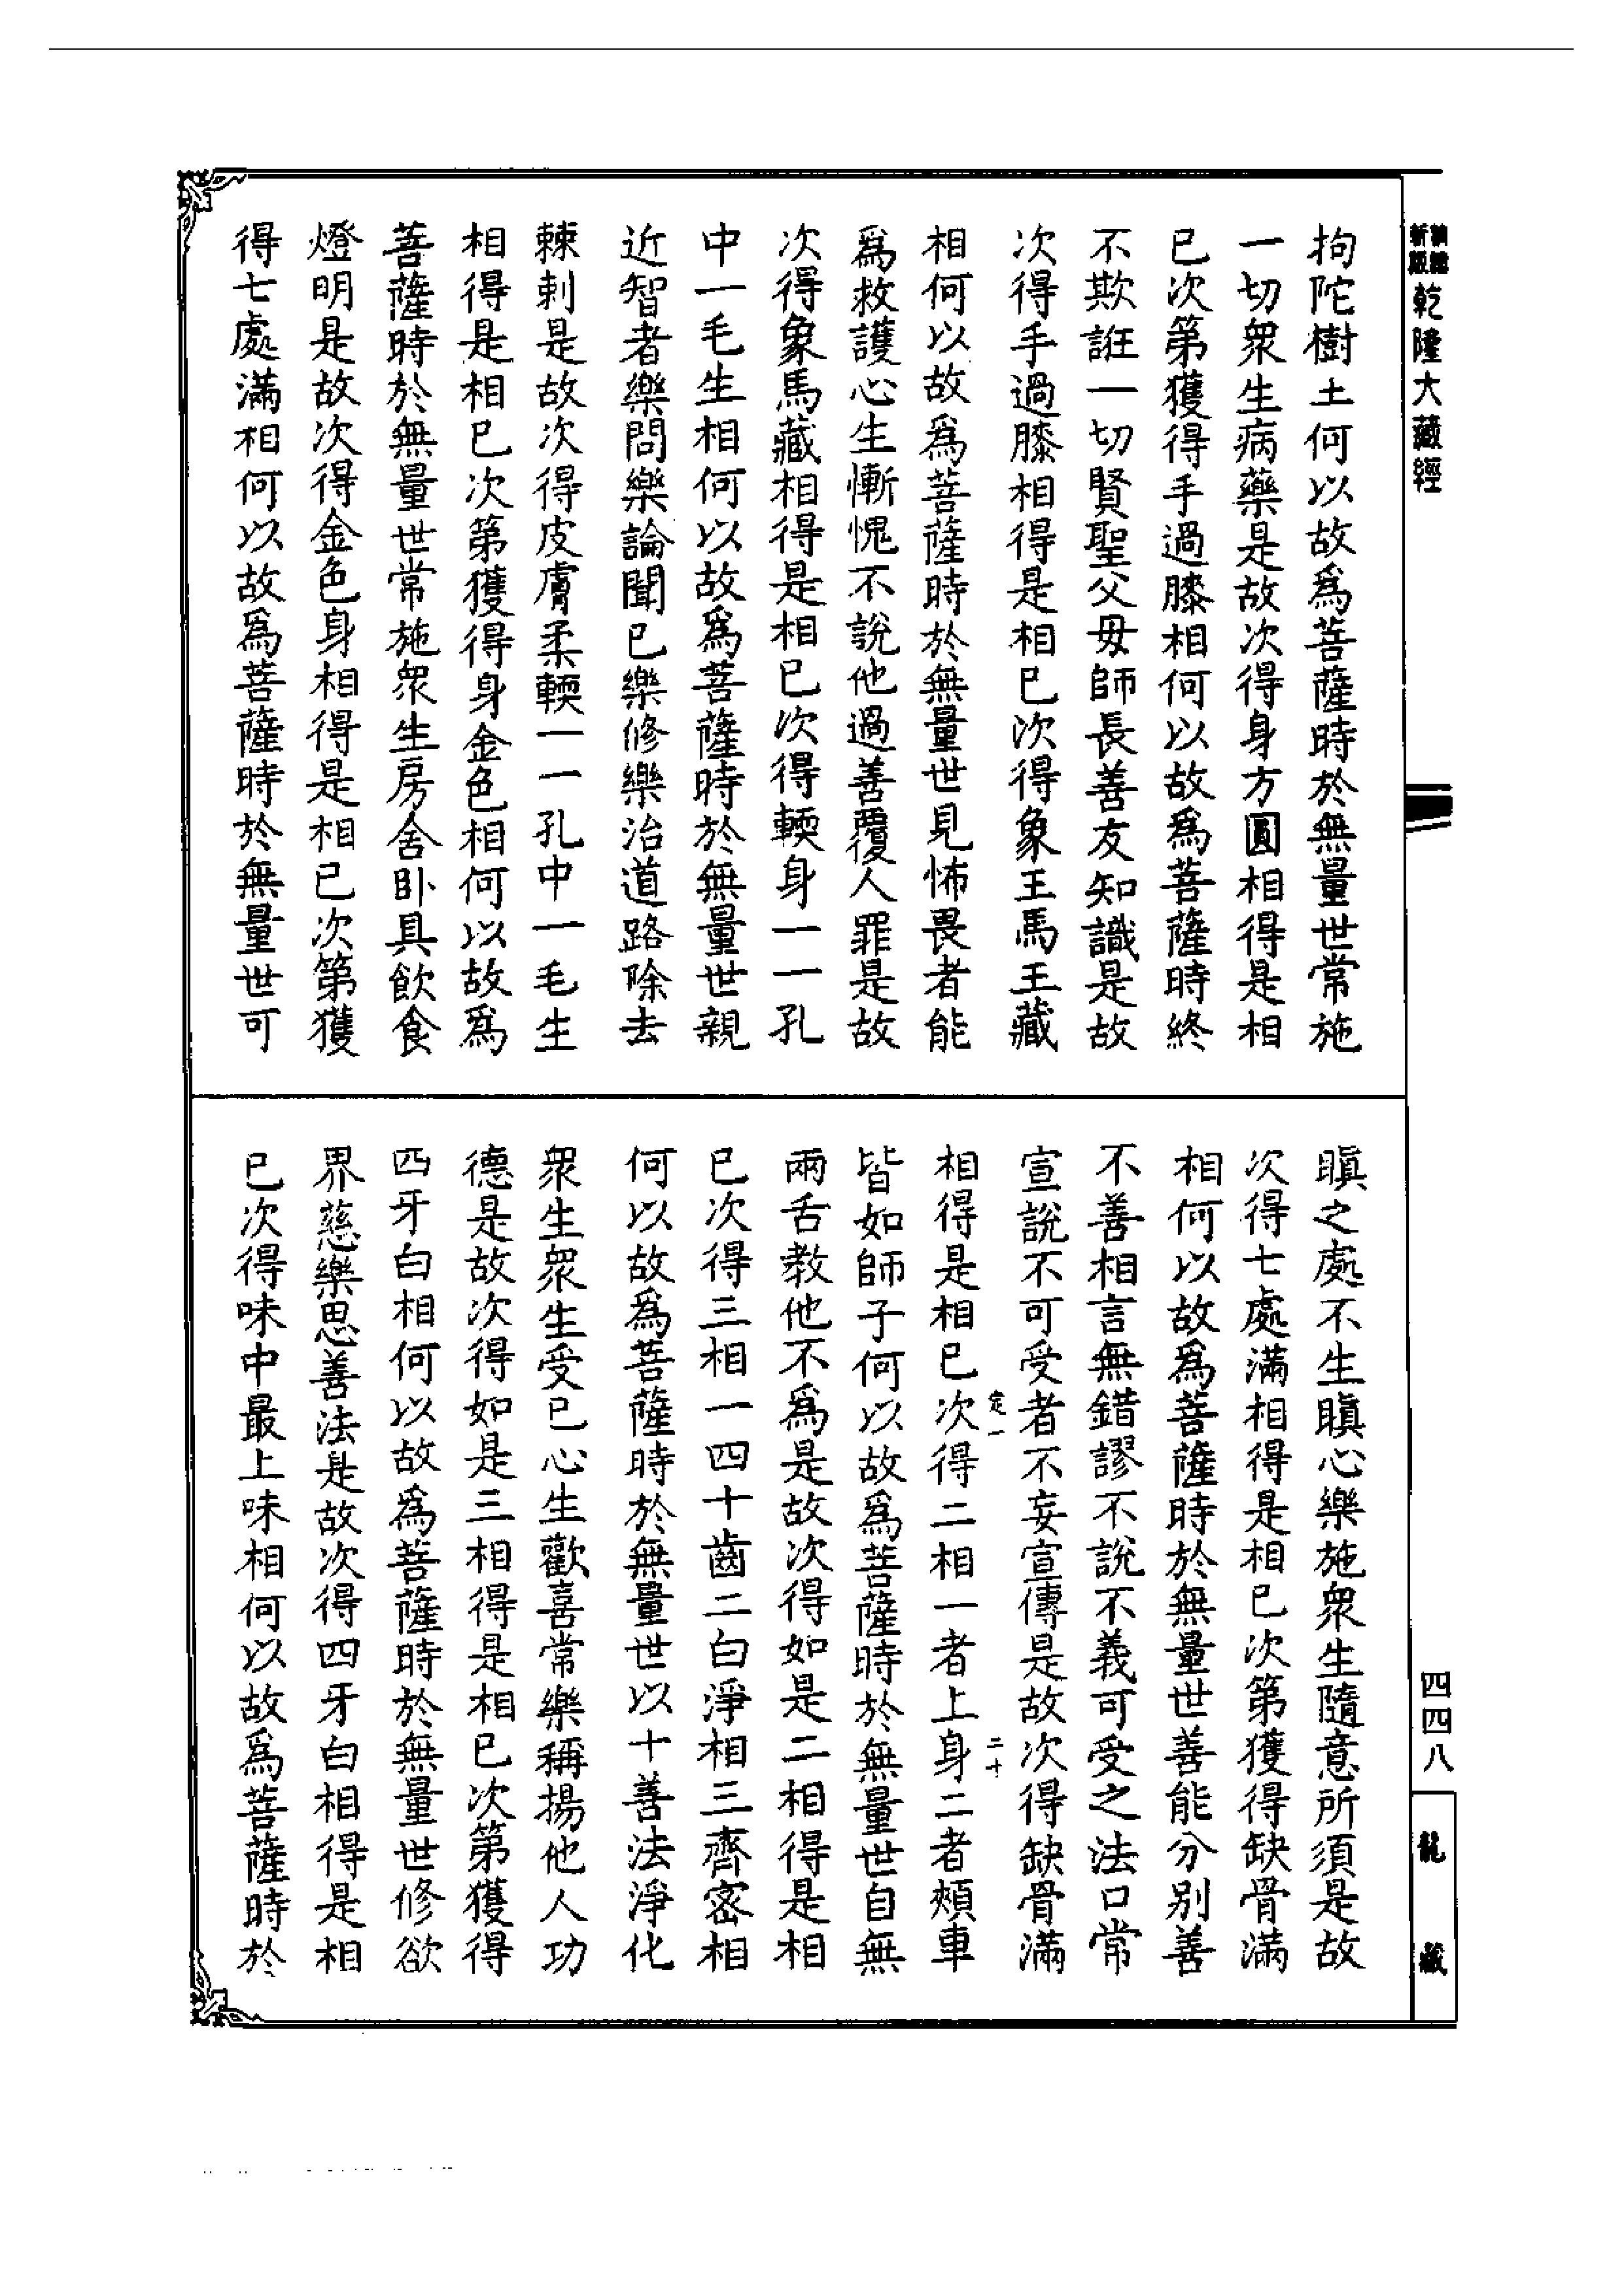 乾隆大藏經
拘陀樹土何以故爲菩薩時於無量世常施
一切衆生病藥是故次得身方圓相得是相
已次第獲得手過膝相何以故爲菩薩時終
不欺誑一切賢聖父母師長善友知識是故
次得手過膝相得是相已次得象王馬王藏
相何以故爲菩薩時於無量世見怖畏者能
爲救護心生慚愧不說他過善覆人罪是故
次得象馬藏相得是相已次得輭身一一孔
中一毛生相何以故爲菩薩時於無量世親
近智者樂問樂論聞已樂修樂治道路除去
棘刺是故次得皮膚柔輭一一孔中一毛生
相得是相已次第獲得身金色相何以故爲
菩薩時於無量世常施衆生房舍卧具飲食
燈明是故次得金色身相得是相已次第獲
得七處滿相何以故爲菩薩時於無量世可
瞋之處不生瞋心樂施衆生隨意所須是故
次得七處滿相得是相已次第獲得缺骨滿
相何以故爲菩薩時於無量世善能分别善
不善相言無錯謬不說不義可受之法口常
宣說不可受者不妄宣傳是故次得缺骨滿
相得是相已次得二相一者上身二者頰車
皆如師子何以故爲菩薩時於無量世自無
兩舌教他不爲是故次得如是二相得是相
已次得三相一四十齒二白淨相三齊密相
何以故爲菩薩時於無量世以十善法淨化
衆生衆生受已心生歡喜常樂稱揚他人功
德是故次得如是三相得是相已次第獲得
四牙白相何以故爲菩薩時於無量世修欲
界慈樂思善法是故次得四牙白相得是相
已次得味中最上味相何以故爲菩薩時於
四四八
龍藏